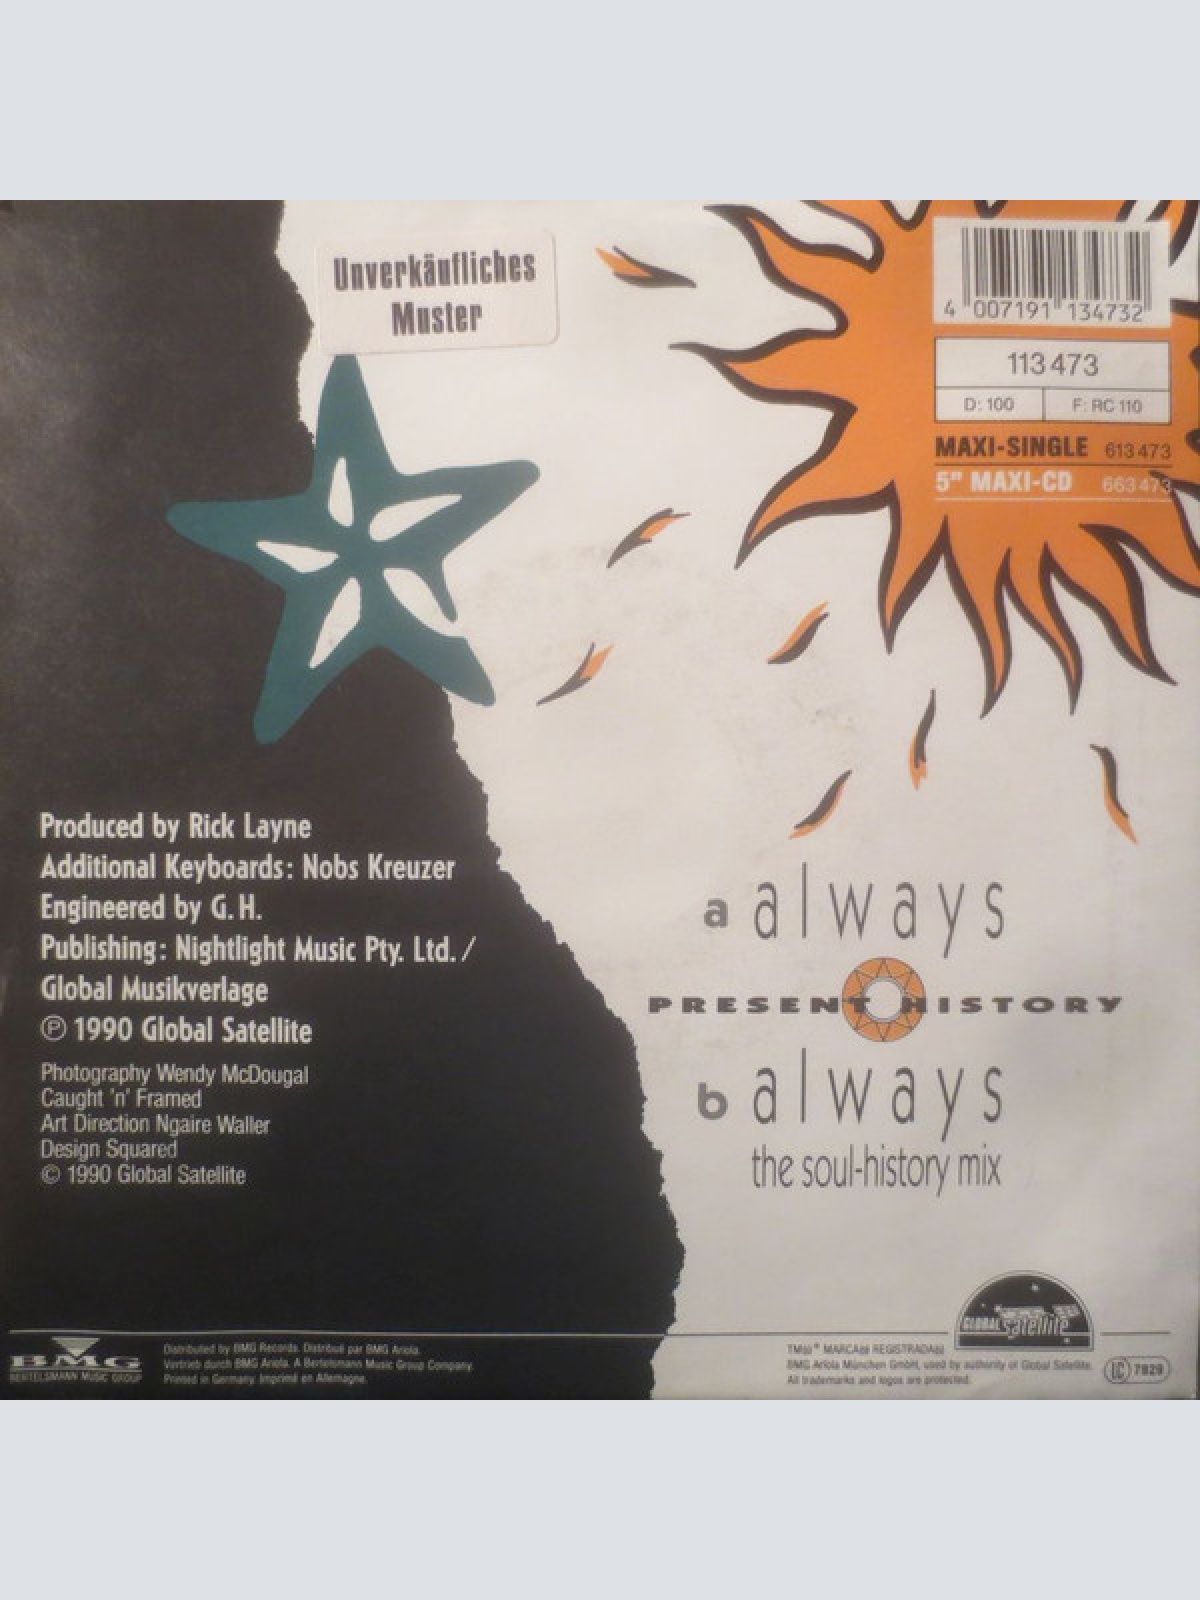 Unverkäufliches
Muster
4 007191 134732
113 473
D: 100
F: RC 110
MAXI-SINGLE 613 473
5" MAXI-CD 663 473
Produced by Rick Layne
Additional Keyboards: Nobs Kreuzer
Engineered by G. H.
Publishing: Nightlight Music Pty. Ltd. /
Global Musikverlage
℗ 1990 Global Satellite
Photography Wendy McDougal
Caught 'n' Framed
Art Direction Ngaire Waller
Design Squared
© 1990 Global Satellite
a always
PRESENT HISTORY
b always
the soul-history mix
BMG
BERTELSMANN MUSIC GROUP
Distributed by BMG Records. Distribué par BMG Ariola.
Vertrieb durch BMG Ariola. A Bertelsmann Music Group Company.
Printed in Germany. Imprimé en Allemagne.
GLOBAL satellite
® MARCA REGISTRADA
BMG Ariola München GmbH, used by authority of Global Satellite.
All trademarks and logos are protected.
LC 7829